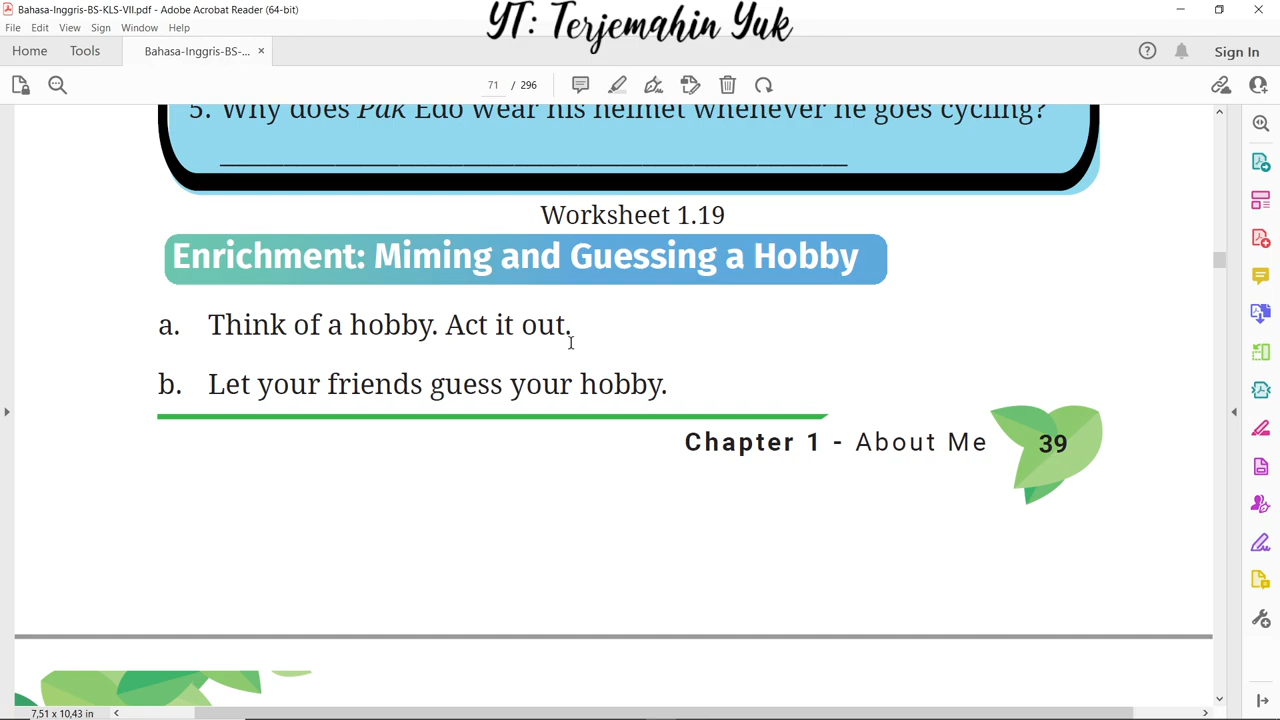 Bahasa-Inggris-BS-KLS-VII.pdf - Adobe Acrobat Reader (64-bit)
YT: Terjemahin Yuk
File Edit View Sign Window Help
Home Tools Bahasa-Inggris-BS-... × Sign In
71 / 296
5. Why does Pak Edo wear his helmet whenever he goes cycling?
Worksheet 1.19
Enrichment: Miming and Guessing a Hobby
a. Think of a hobby. Act it out.
b. Let your friends guess your hobby.
Chapter 1 - About Me 39
7,51 x 10,43 in